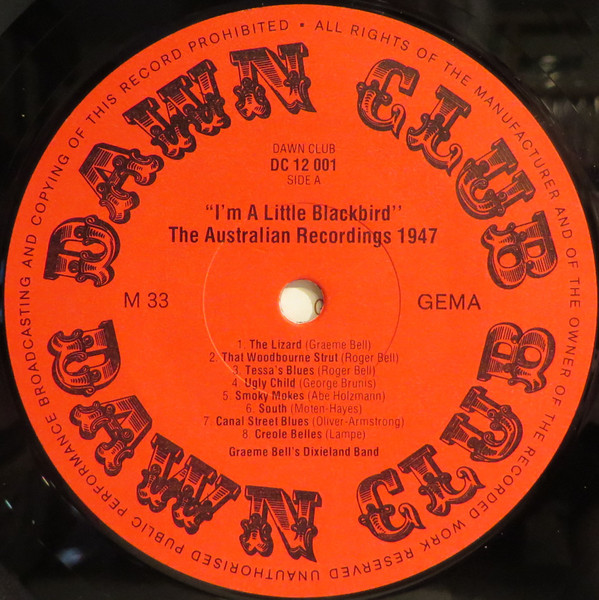 ALL RIGHTS OF THE MANUFACTURER AND OF THE OWNER OF THE RECORDED WORK RESERVED UNAUTHORISED PUBLIC PERFORMANCE BROADCASTING AND COPYING OF THIS RECORD PROHIBITED •
DAWN CLUB
DAWN CLUB
DC 12 001
SIDE A
"I'm A Little Blackbird"
The Australian Recordings 1947
M 33
GEMA
1. The Lizard (Graeme Bell)
2. That Woodbourne Strut (Roger Bell)
3. Tessa's Blues (Roger Bell)
4. Ugly Child (George Brunis)
5. Smoky Mokes (Abe Holzmann)
6. South (Moten-Hayes)
7. Canal Street Blues (Oliver-Armstrong)
8. Creole Belles (Lampe)
Graeme Bell's Dixieland Band
DAWN CLUB